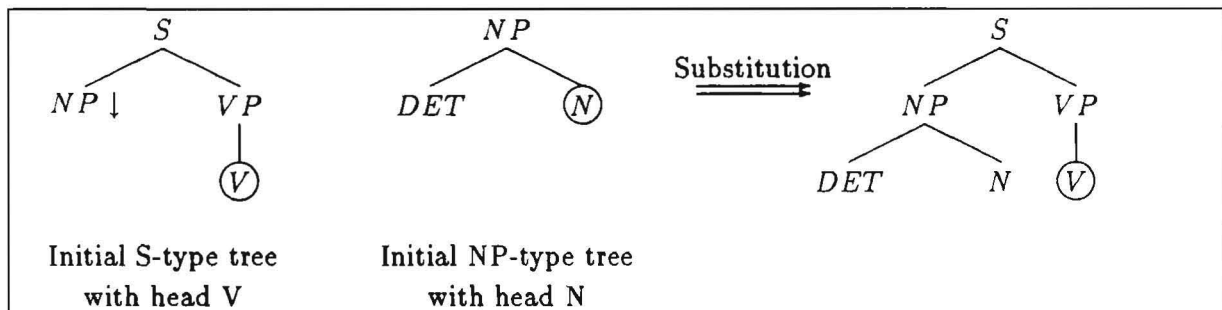 S NP S
Substitution
NP ↓ VP DET N NP VP
V DET N V
Initial S-type tree Initial NP-type tree
with head V with head N